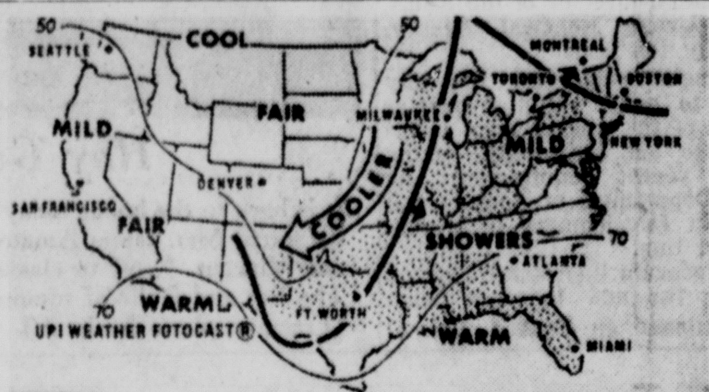 50
COOL
50
SEATTLE
MONTREAL
TORONTO
BOSTON
FAIR
MILWAUKEE
MILD
MILD
NEW YORK
DENVER
COOLER
SAN FRANCISCO
FAIR
SHOWERS
70
ATLANTA
70
WARM
FT. WORTH
UPI WEATHER FOTOCAST®
WARM
MIAMI